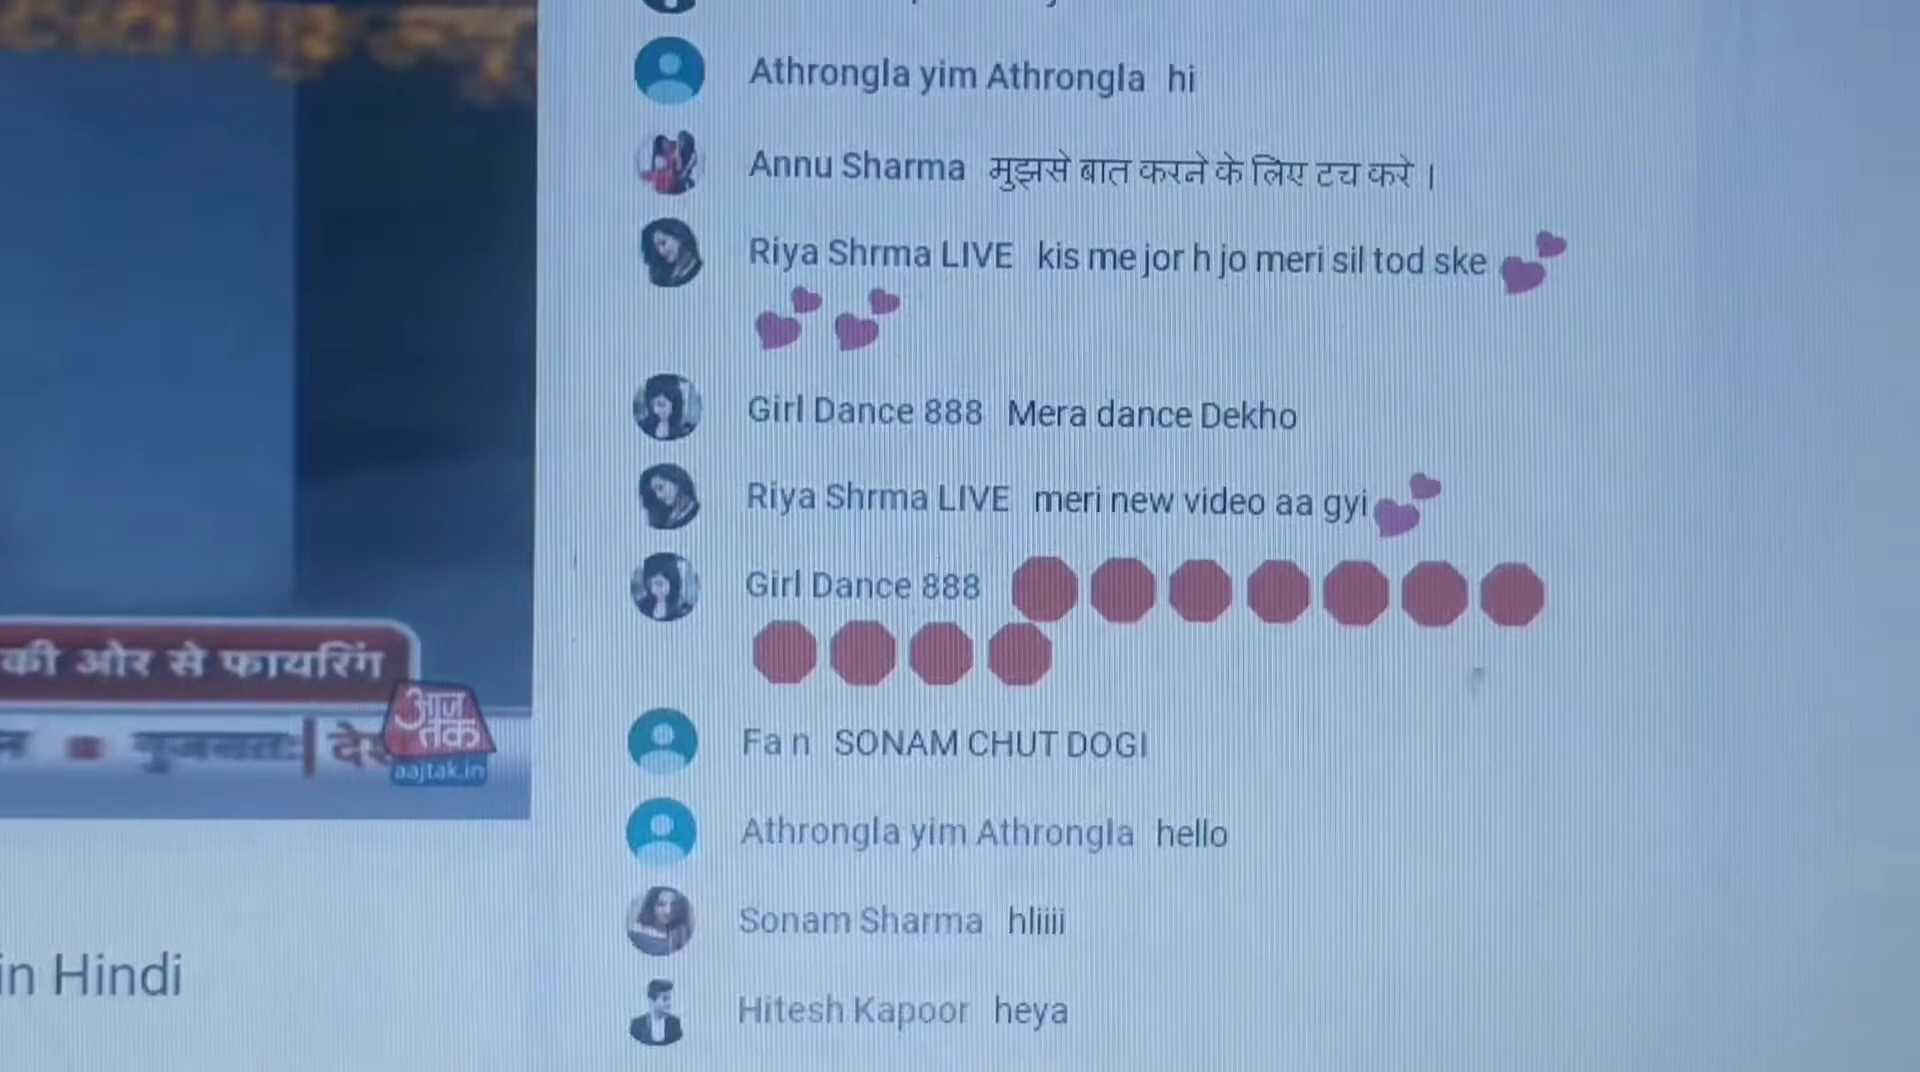 Athrongla yim Athrongla hi
Annu Sharma मुझसे बात करने के लिए टच करे ।
Riya Shrma LIVE kis me jor h jo meri sil tod ske 💕
💕 💕
Girl Dance 888 Mera dance Dekho
Riya Shrma LIVE meri new video aa gyi 💕
Girl Dance 888 🛑🛑🛑🛑🛑🛑🛑
🛑🛑🛑🛑
Fa n SONAM CHUT DOGI
Athrongla yim Athrongla hello
Sonam Sharma hliiii
Hitesh Kapoor heya
की ओर से फायरिंग
आज
तक
aajtak.in
in Hindi